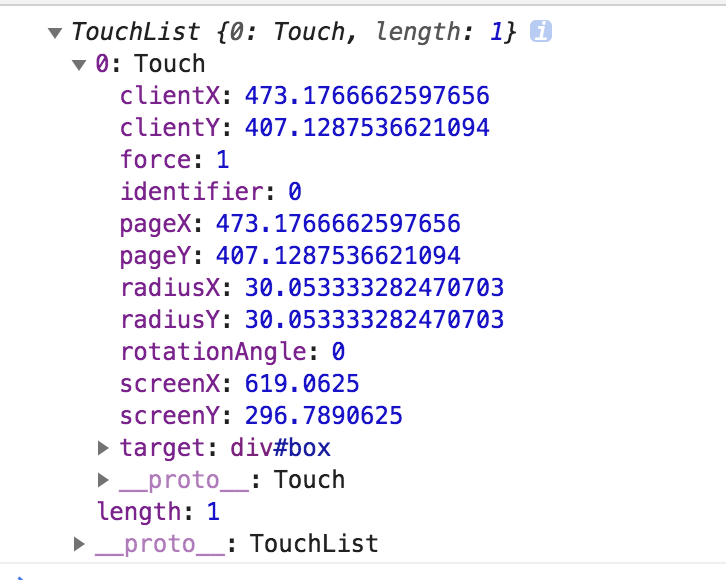 TouchList {0: Touch, length: 1} i
0: Touch
clientX: 473.1766662597656
clientY: 407.1287536621094
force: 1
identifier: 0
pageX: 473.1766662597656
pageY: 407.1287536621094
radiusX: 30.053333282470703
radiusY: 30.053333282470703
rotationAngle: 0
screenX: 619.0625
screenY: 296.7890625
target: div#box
__proto__: Touch
length: 1
__proto__: TouchList